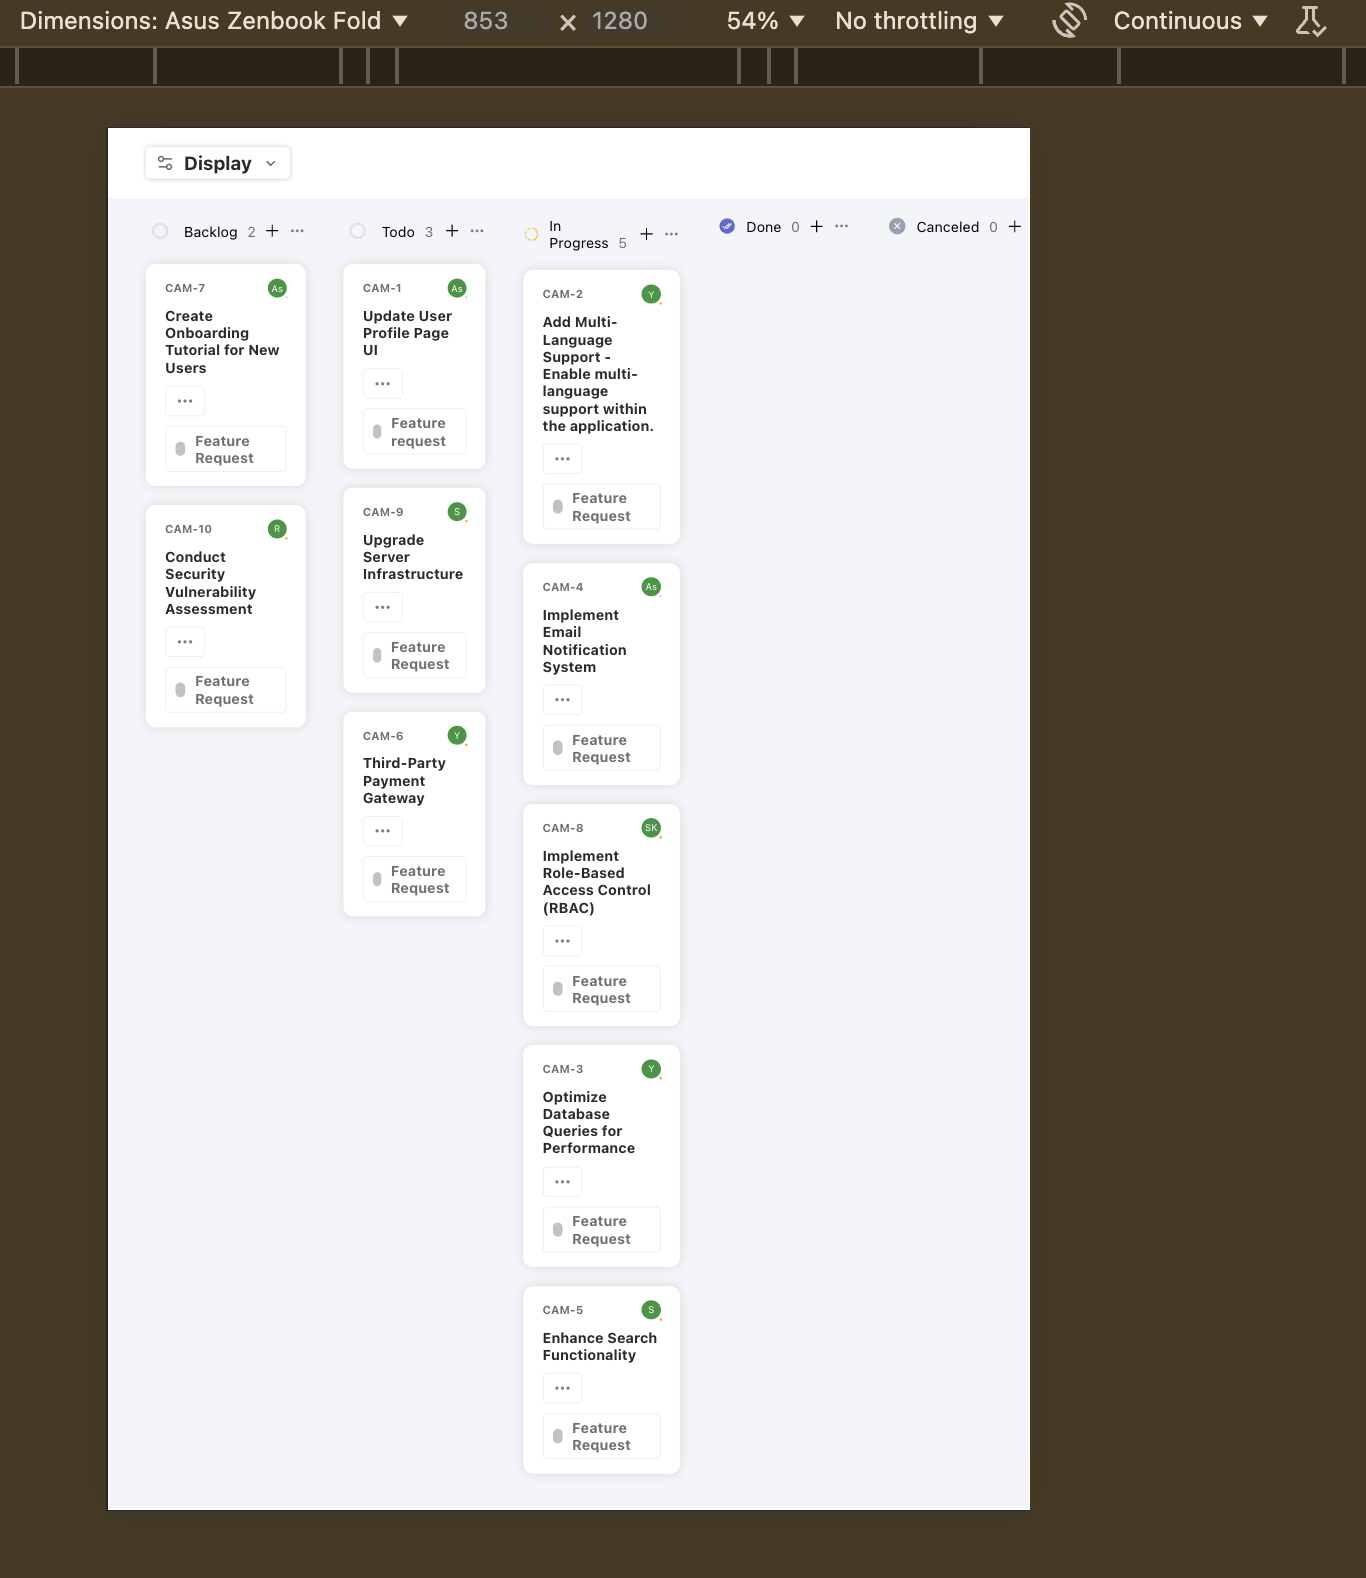 Dimensions: Asus Zenbook Fold ▼ 853 × 1280 54% ▼ No throttling ▼ Continuous ▼
Display
Backlog 2 + ···
CAM-7 As
Create
Onboarding
Tutorial for New
Users
···
Feature
Request
CAM-10 R
Conduct
Security
Vulnerability
Assessment
···
Feature
Request
Todo 3 + ···
CAM-1 As
Update User
Profile Page
UI
···
Feature
request
CAM-9 S
Upgrade
Server
Infrastructure
···
Feature
Request
CAM-6 Y
Third-Party
Payment
Gateway
···
Feature
Request
In
Progress 5 + ···
CAM-2 Y
Add Multi-
Language
Support -
Enable multi-
language
support within
the application.
···
Feature
Request
CAM-4 As
Implement
Email
Notification
System
···
Feature
Request
CAM-8 SK
Implement
Role-Based
Access Control
(RBAC)
···
Feature
Request
CAM-3 Y
Optimize
Database
Queries for
Performance
···
Feature
Request
CAM-5 S
Enhance Search
Functionality
···
Feature
Request
Done 0 + ···
Canceled 0 +